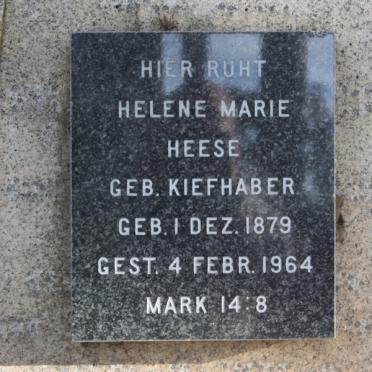 HIER RUHT
HELENE MARIE
HEESE
GEB. KIEFHABER
GEB. 1 DEZ. 1879
GEST. 4 FEBR. 1964
MARK 14:8